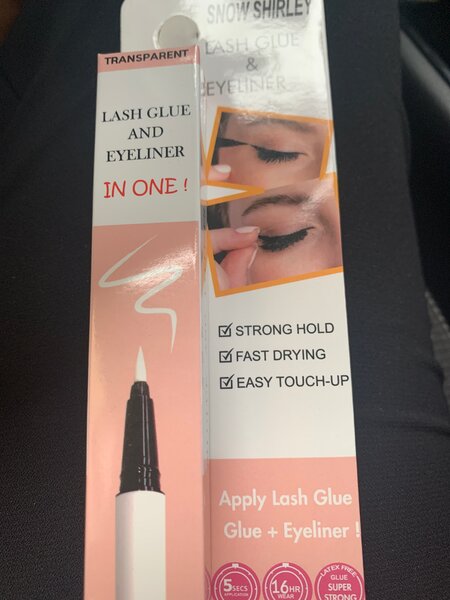 TRANSPARENT
LASH GLUE
AND
EYELINER
IN ONE !
SNOW SHIRLEY
LASH GLUE
&
EYELINER
STRONG HOLD
FAST DRYING
EASY TOUCH-UP
Apply Lash Glue
Glue + Eyeliner !
5SECS
APPLICATION
16HR
WEAR
LATEX FREE
GLUE
SUPER
STRONG